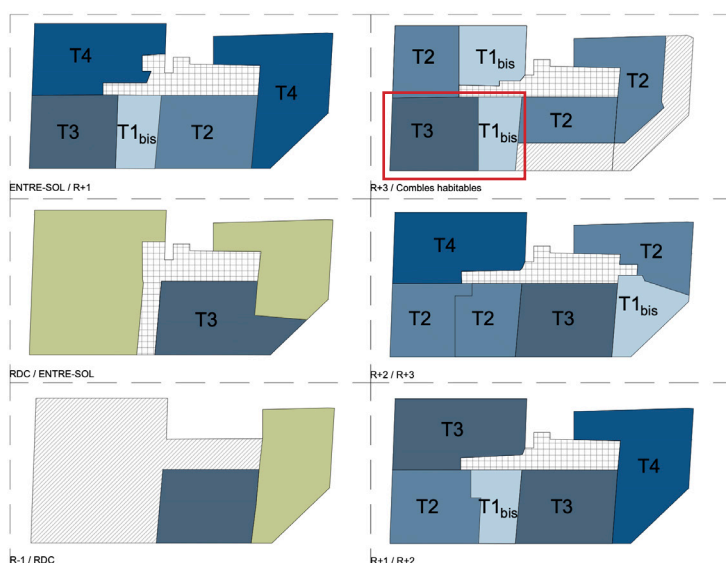 T4
T4
T3
T1bis
T2
ENTRE-SOL / R+1
T2
T1bis
T2
T3
T1bis
T2
R+3 / Combles habitables
T3
RDC / ENTRE-SOL
T4
T2
T2
T2
T3
T1bis
R+2 / R+3
R-1 / RDC
T3
T4
T2
T1bis
T3
R+1 / R+2